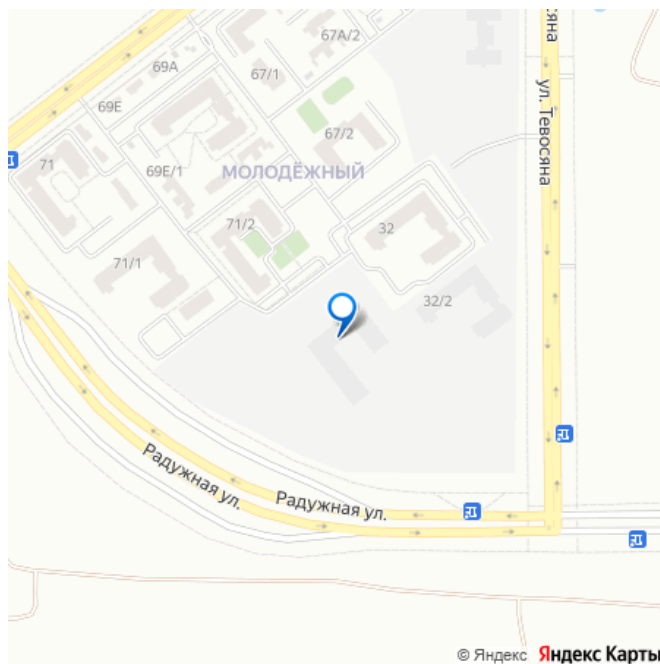 67А/2
сяна
69А
67/1
ул. Тевосяна
69Е
67/2
71
69Е/1
МОЛОДЁЖНЫЙ
71/2
32
71/1
32/2
Радужная ул.
Радужная ул.
© Яндекс Яндекс Карты